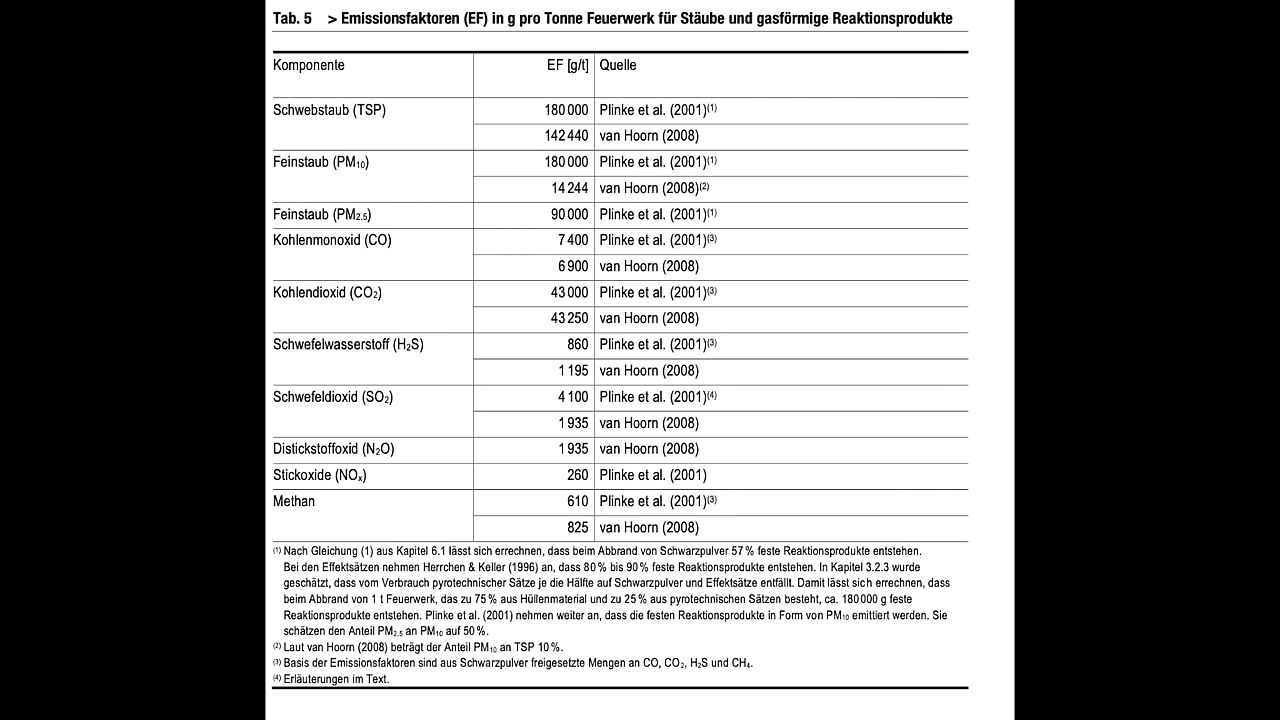 Tab. 5 > Emissionsfaktoren (EF) in g pro Tonne Feuerwerk für Stäube und gasförmige Reaktionsprodukte
Komponente EF [g/t] Quelle
Schwebstaub (TSP) 180 000 Plinke et al. (2001)(1)
142 440 van Hoorn (2008)
Feinstaub (PM10) 180 000 Plinke et al. (2001)(1)
14 244 van Hoorn (2008)(2)
Feinstaub (PM2.5) 90 000 Plinke et al. (2001)(1)
Kohlenmonoxid (CO) 7 400 Plinke et al. (2001)(3)
6 900 van Hoorn (2008)
Kohlendioxid (CO2) 43 000 Plinke et al. (2001)(3)
43 250 van Hoorn (2008)
Schwefelwasserstoff (H2S) 860 Plinke et al. (2001)(3)
1 195 van Hoorn (2008)
Schwefeldioxid (SO2) 4 100 Plinke et al. (2001)(4)
1 935 van Hoorn (2008)
Distickstoffoxid (N2O) 1 935 van Hoorn (2008)
Stickoxide (NOx) 260 Plinke et al. (2001)
Methan 610 Plinke et al. (2001)(3)
825 van Hoorn (2008)
(1) Nach Gleichung (1) aus Kapitel 6.1 lässt sich errechnen, dass beim Abbrand von Schwarzpulver 57 % feste Reaktionsprodukte entstehen.
Bei den Effektsätzen nehmen Herrchen & Keller (1996) an, dass 80 % bis 90 % feste Reaktionsprodukte entstehen. In Kapitel 3.2.3 wurde
geschätzt, dass vom Verbrauch pyrotechnischer Sätze je die Hälfte auf Schwarzpulver und Effektsätze entfällt. Damit lässt sich errechnen, dass
beim Abbrand von 1 t Feuerwerk, das zu 75 % aus Hüllenmaterial und zu 25 % aus pyrotechnischen Sätzen besteht, ca. 180 000 g feste
Reaktionsprodukte entstehen. Plinke et al. (2001) nehmen weiter an, dass die festen Reaktionsprodukte in Form von PM10 emittiert werden. Sie
schätzen den Anteil PM2.5 an PM10 auf 50 %.
(2) Laut van Hoorn (2008) beträgt der Anteil PM10 an TSP 10 %.
(3) Basis der Emissionsfaktoren sind aus Schwarzpulver freigesetzte Mengen an CO, CO2, H2S und CH4.
(4) Erläuterungen im Text.